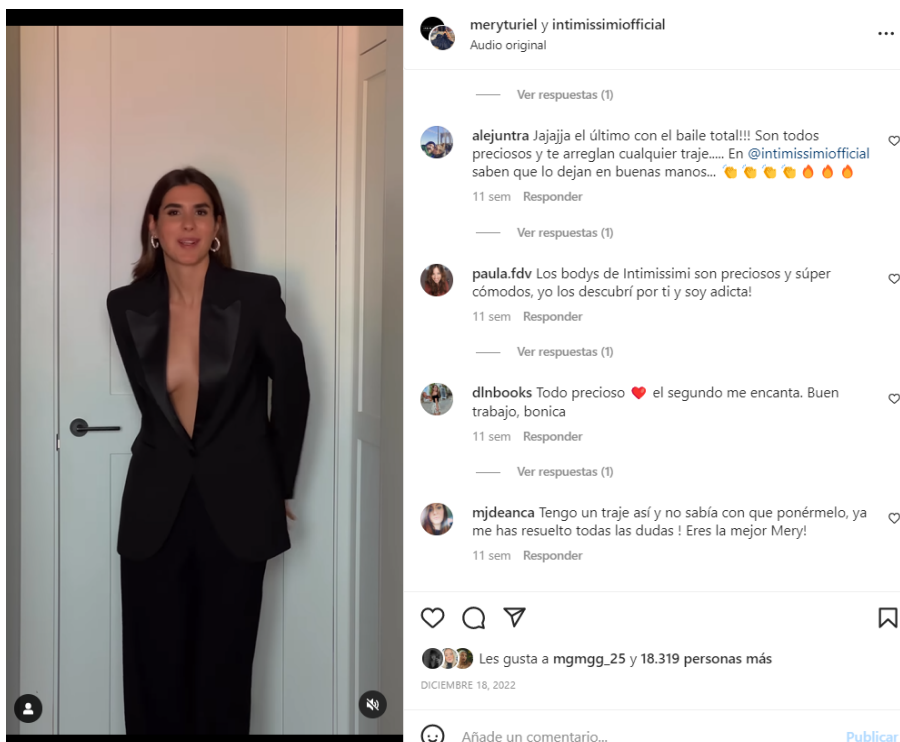 meryturiel y intimissimiofficial
Audio original
Ver respuestas (1)
alejuntra Jajajja el último con el baile total!!! Son todos
preciosos y te arreglan cualquier traje..... En @intimissimiofficial
saben que lo dejan en buenas manos... 👏👏👏👏🔥🔥🔥
11 sem Responder
Ver respuestas (1)
paula.fdv Los bodys de Intimissimi son preciosos y súper
cómodos, yo los descubrí por ti y soy adicta!
11 sem Responder
Ver respuestas (1)
dlnbooks Todo precioso ❤️ el segundo me encanta. Buen
trabajo, bonica
11 sem Responder
Ver respuestas (1)
mjdeanca Tengo un traje así y no sabía con que ponérmelo, ya
me has resuelto todas las dudas ! Eres la mejor Mery!
11 sem Responder
Les gusta a mgmgg_25 y 18.319 personas más
DICIEMBRE 18, 2022
Añade un comentario...
Publicar